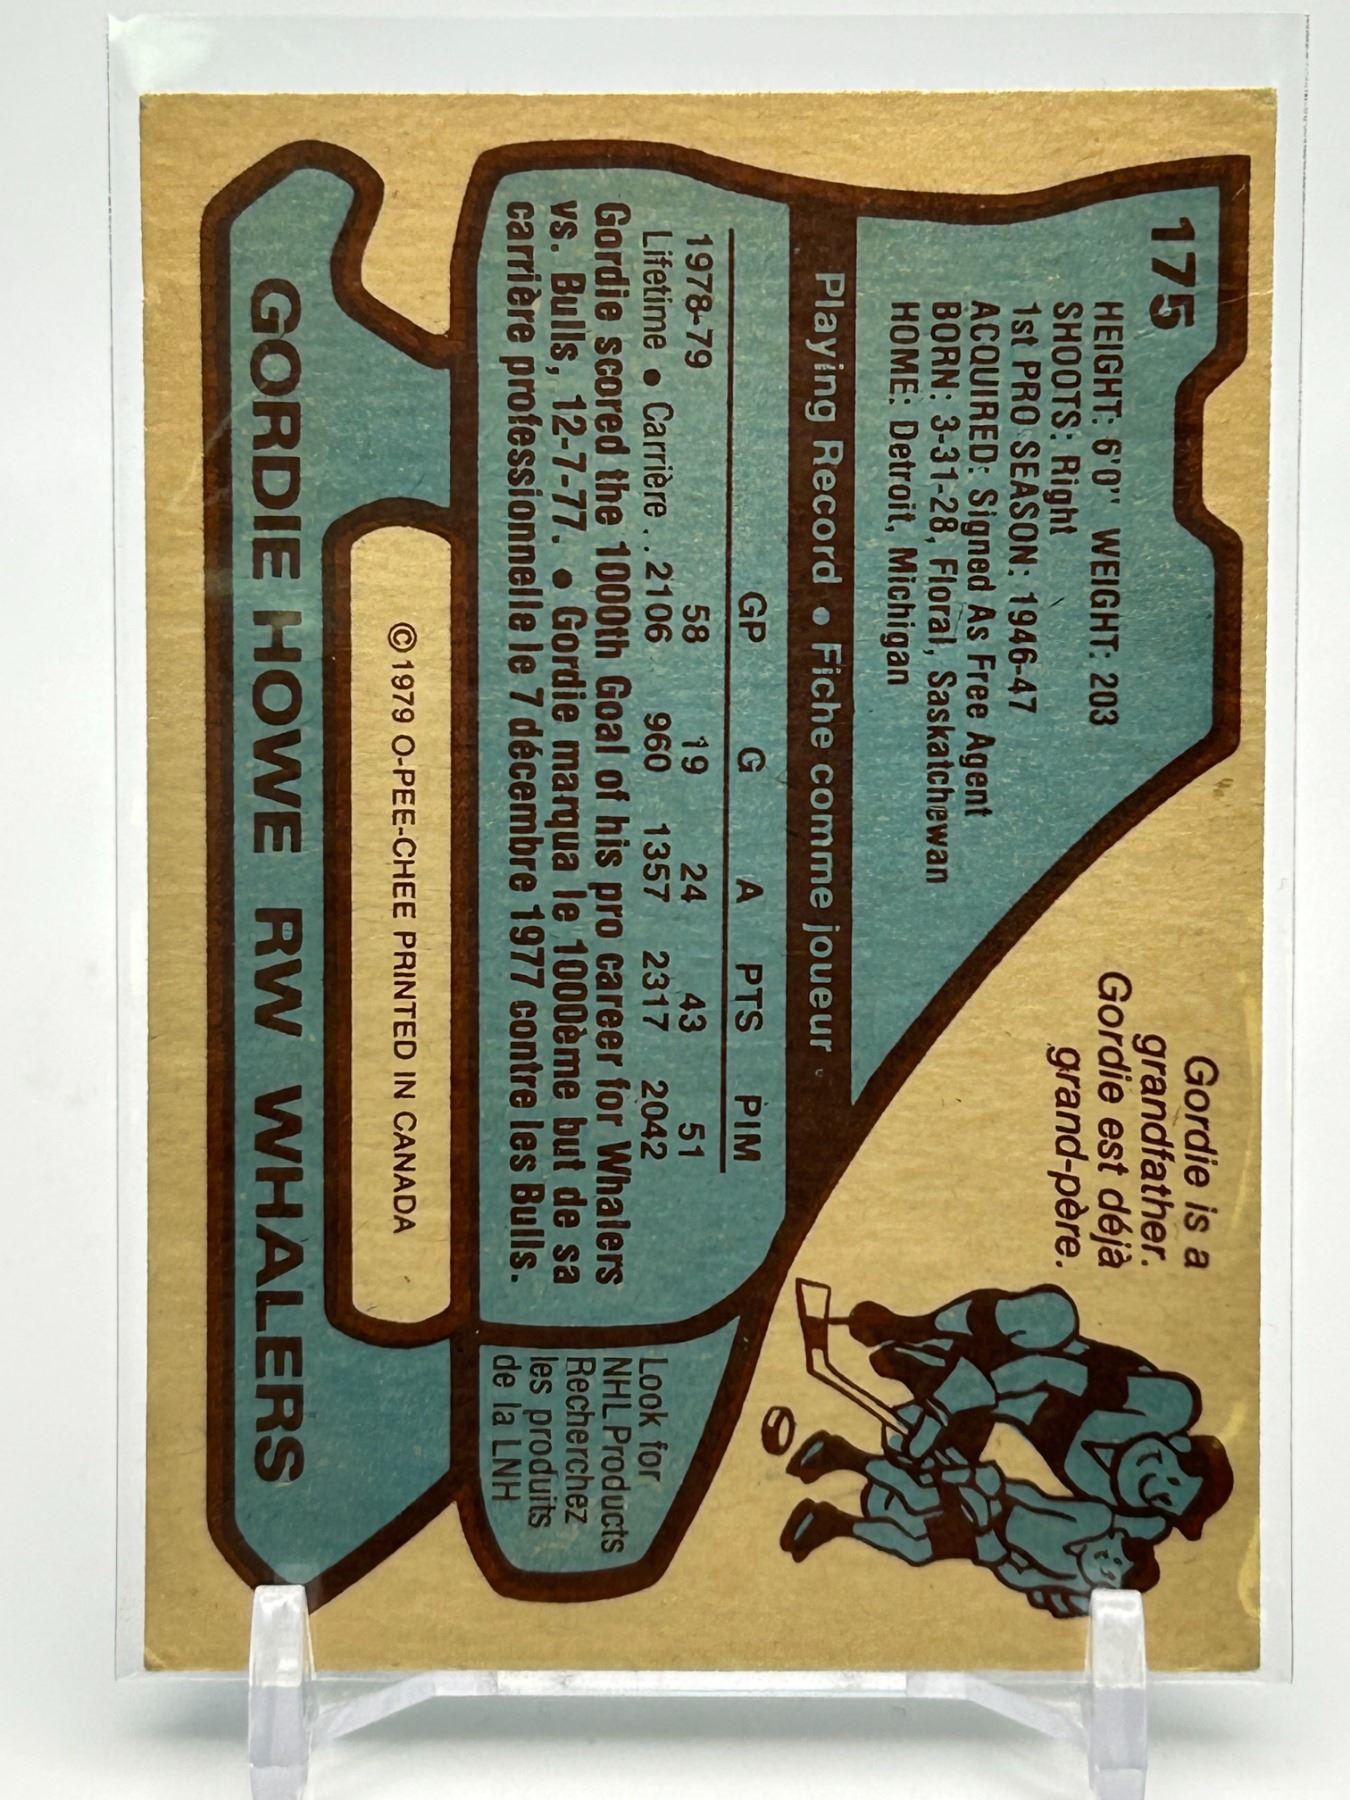 175
HEIGHT: 6'0" WEIGHT: 203
SHOOTS: Right
1st PRO SEASON: 1946-47
ACQUIRED: Signed As Free Agent
BORN: 3-31-28, Floral, Saskatchewan
HOME: Detroit, Michigan
Gordie is a
grandfather.
Gordie est déjà
grand-père.
Playing Record • Fiche comme joueur
GP G A PTS PIM
1978-79 58 19 24 43 51
Lifetime • Carrière .. 2106 960 1357 2317 2042
Gordie scored the 1000th Goal of his pro career for Whalers
vs. Bulls, 12-7-77. • Gordie marqua le 1000ème but de sa
carrière professionnelle le 7 décembre 1977 contre les Bulls.
Look for
NHL Products
Recherchez
les produits
de la LNH
©1979 O-PEE-CHEE PRINTED IN CANADA
GORDIE HOWE RW WHALERS